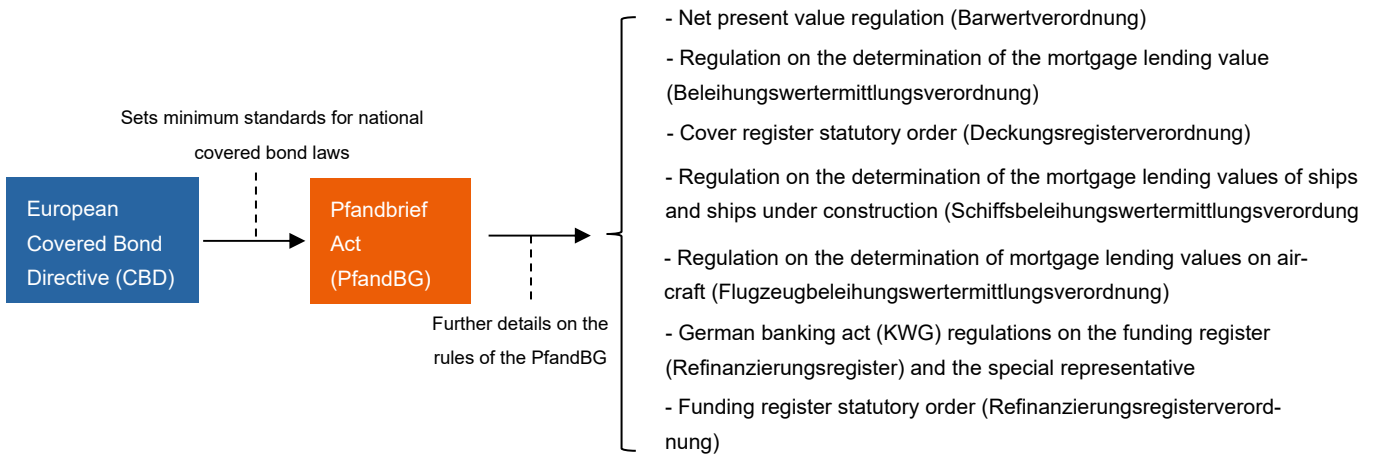 Sets minimum standards for national
covered bond laws
European
Covered Bond
Directive (CBD)
Pfandbrief
Act
(PfandBG)
Further details on the
rules of the PfandBG
- Net present value regulation (Barwertverordnung)
- Regulation on the determination of the mortgage lending value
(Beleihungswertermittlungsverordnung)
- Cover register statutory order (Deckungsregisterverordnung)
- Regulation on the determination of the mortgage lending values of ships
and ships under construction (Schiffsbeleihungswertermittlungsverordung
- Regulation on the determination of mortgage lending values on air-
craft (Flugzeugbeleihungswertermittlungsverordnung)
- German banking act (KWG) regulations on the funding register
(Refinanzierungsregister) and the special representative
- Funding register statutory order (Refinanzierungsregisterverord-
nung)